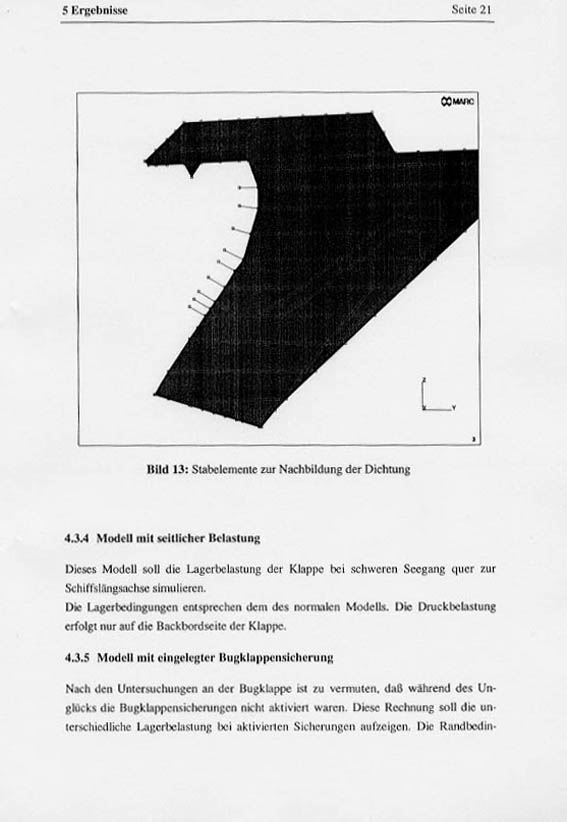 5 Ergebnisse Seite 21
MARC
Z
X Y
3
Bild 13: Stabelemente zur Nachbildung der Dichtung
4.3.4 Modell mit seitlicher Belastung
Dieses Modell soll die Lagerbelastung der Klappe bei schweren Seegang quer zur
Schiffslängsachse simulieren.
Die Lagerbedingungen entsprechen dem des normalen Modells. Die Druckbelastung
erfolgt nur auf die Backbordseite der Klappe.
4.3.5 Modell mit eingelegter Bugklappensicherung
Nach den Untersuchungen an der Bugklappe ist zu vermuten, daß während des Un-
glücks die Bugklappensicherungen nicht aktiviert waren. Diese Rechnung soll die un-
terschiedliche Lagerbelastung bei aktivierten Sicherungen aufzeigen. Die Randbedin-